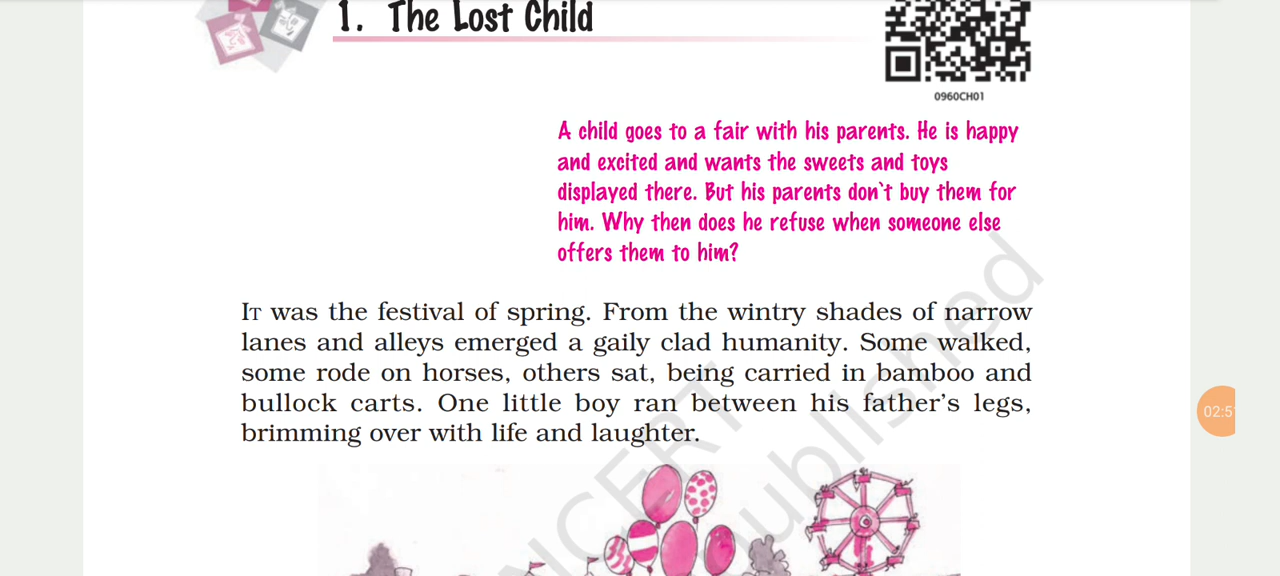 1. The Lost Child
0960CH01
A child goes to a fair with his parents. He is happy
and excited and wants the sweets and toys
displayed there. But his parents don't buy them for
him. Why then does he refuse when someone else
offers them to him?
IT was the festival of spring. From the wintry shades of narrow
lanes and alleys emerged a gaily clad humanity. Some walked,
some rode on horses, others sat, being carried in bamboo and
bullock carts. One little boy ran between his father's legs,
brimming over with life and laughter.
NCERT
published